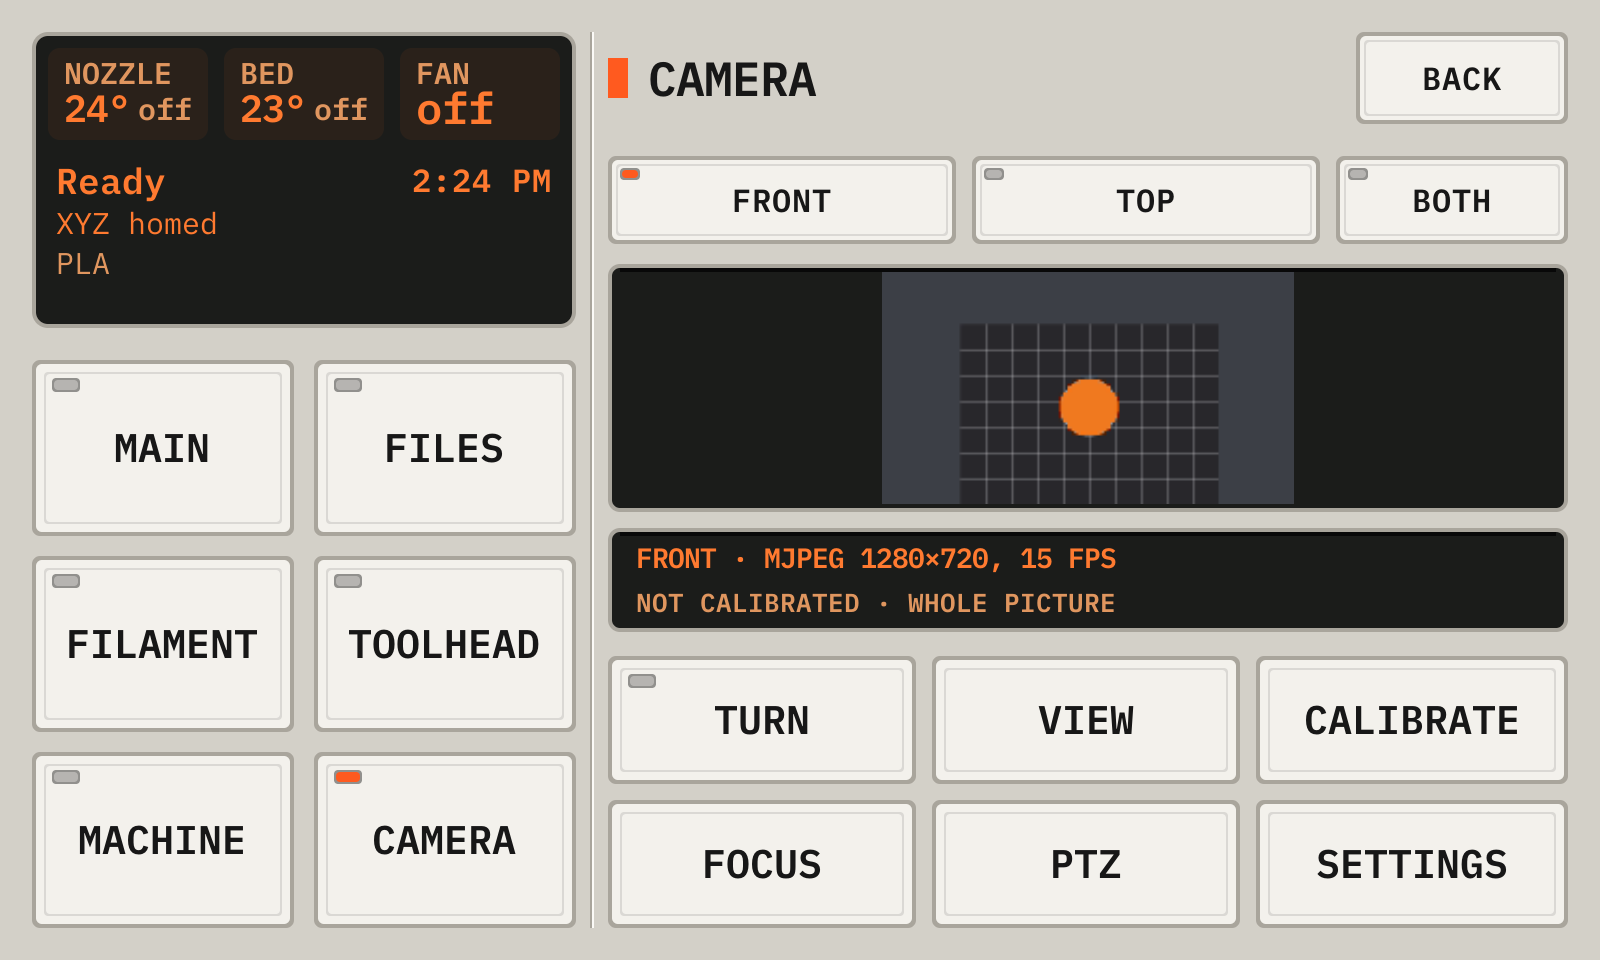 NOZZLE
24° off
BED
23° off
FAN
off
Ready
2:24 PM
XYZ homed
PLA
MAIN
FILES
FILAMENT
TOOLHEAD
MACHINE
CAMERA
CAMERA
BACK
FRONT
TOP
BOTH
FRONT · MJPEG 1280×720, 15 FPS
NOT CALIBRATED · WHOLE PICTURE
TURN
VIEW
CALIBRATE
FOCUS
PTZ
SETTINGS